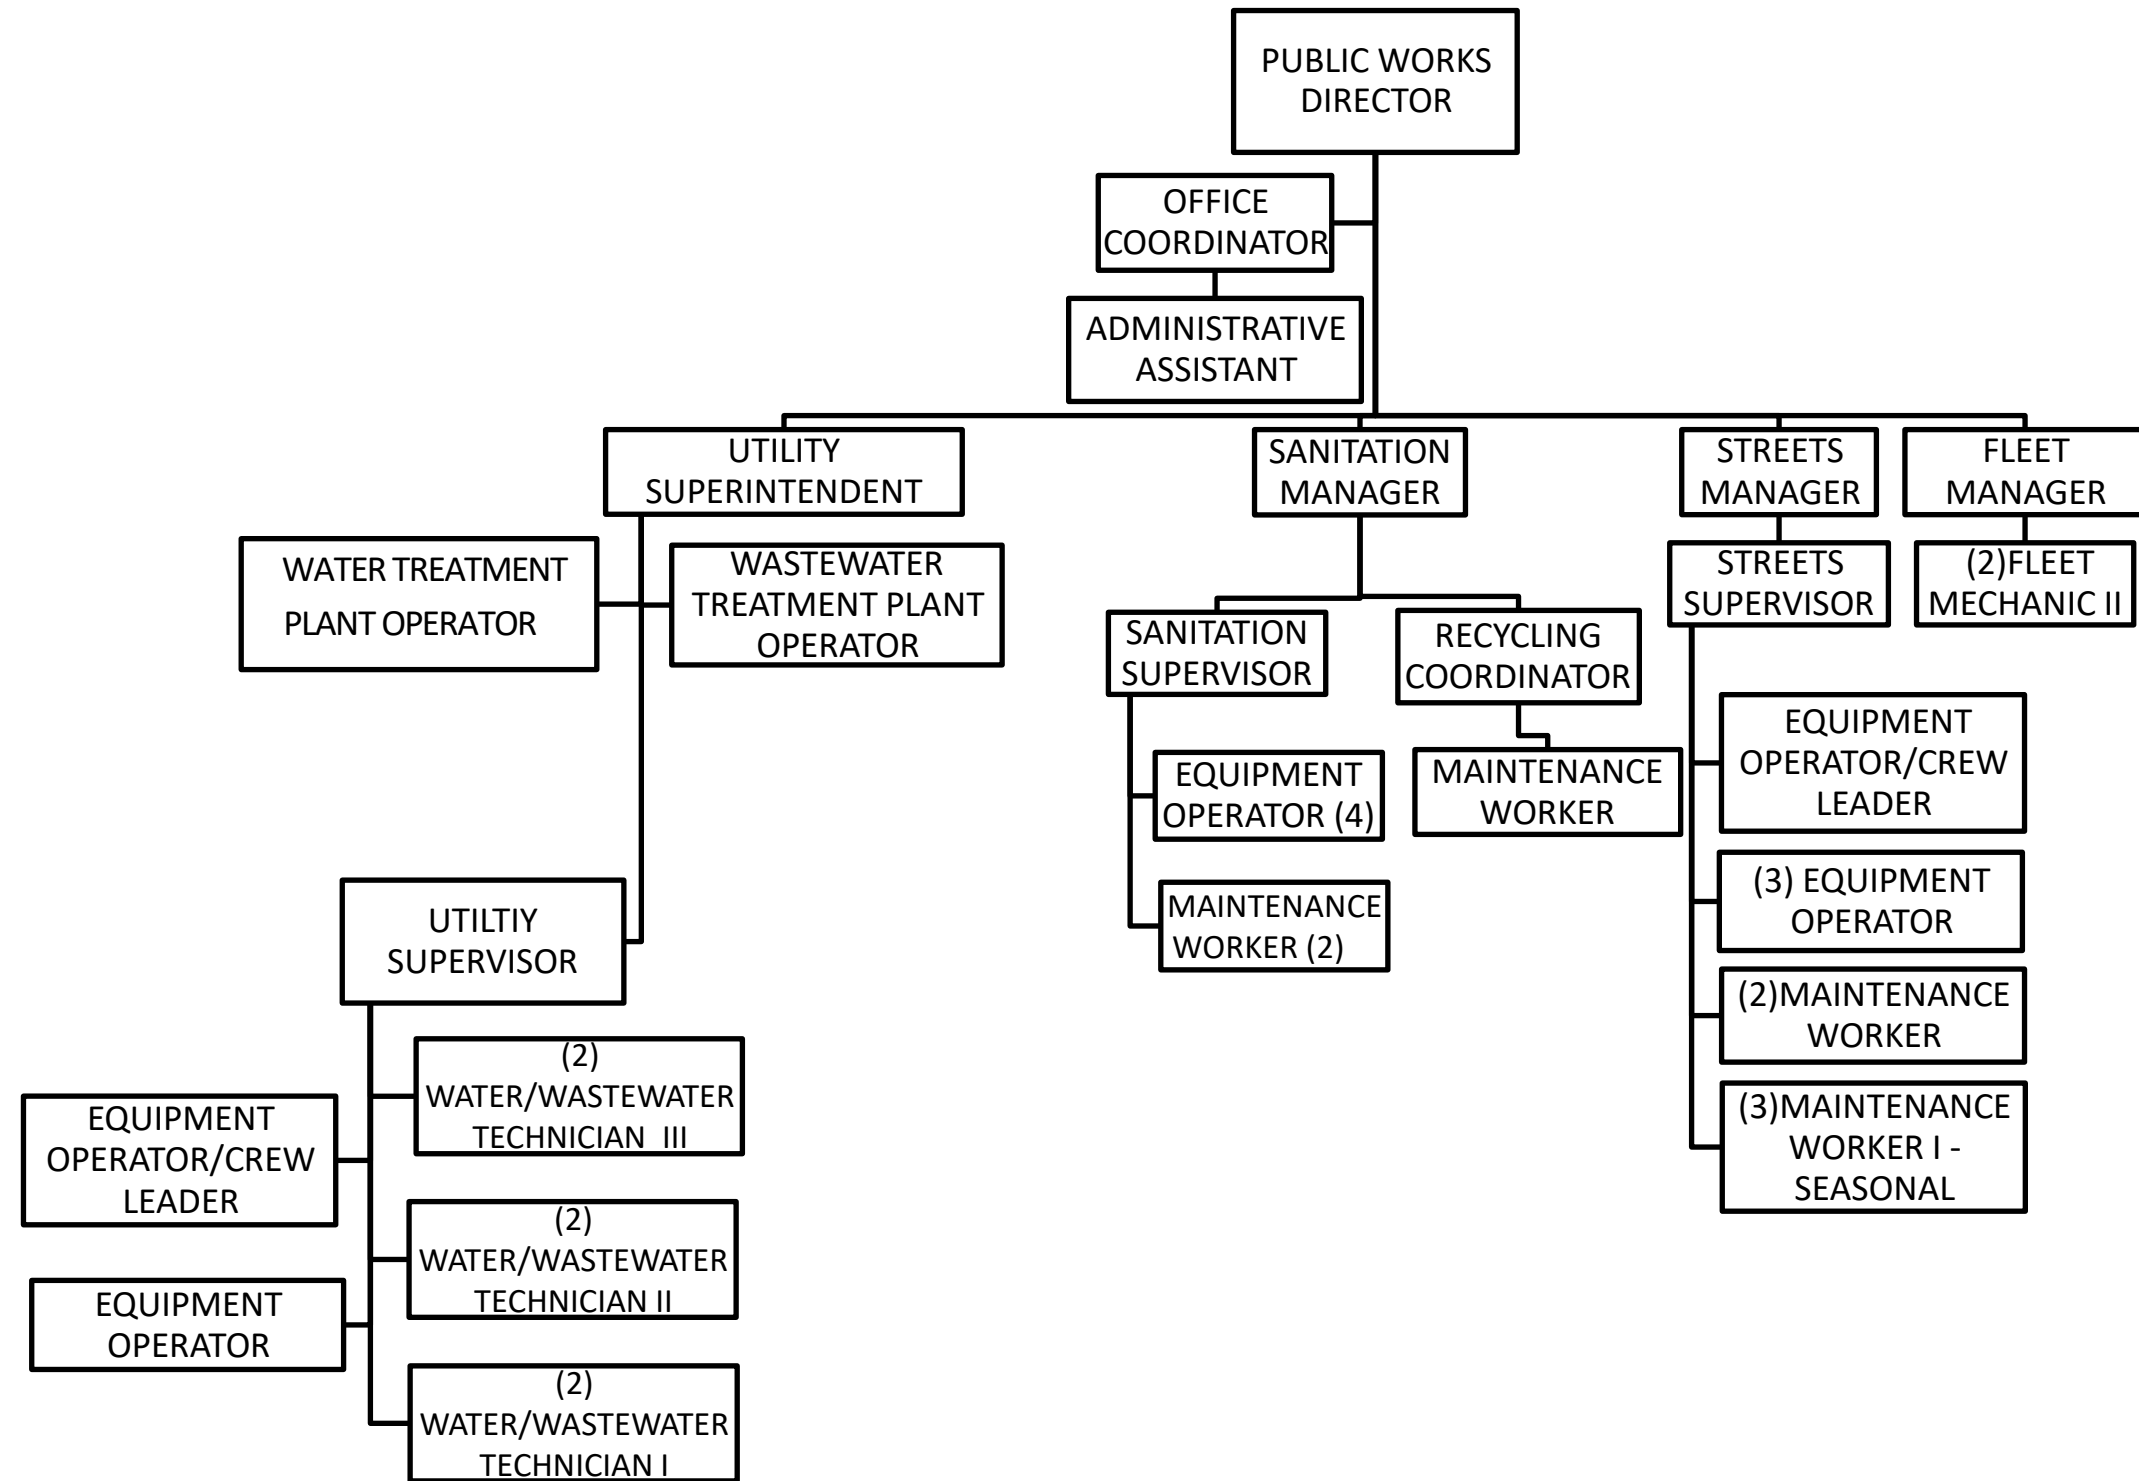 PUBLIC WORKS
DIRECTOR
OFFICE
COORDINATOR
ADMINISTRATIVE
ASSISTANT
UTILITY
SUPERINTENDENT
SANITATION
MANAGER
STREETS
MANAGER
FLEET
MANAGER
WATER TREATMENT
PLANT OPERATOR
WASTEWATER
TREATMENT PLANT
OPERATOR
STREETS
SUPERVISOR
(2)FLEET
MECHANIC II
SANITATION
SUPERVISOR
RECYCLING
COORDINATOR
EQUIPMENT
OPERATOR (4)
MAINTENANCE
WORKER
EQUIPMENT
OPERATOR/CREW
LEADER
MAINTENANCE
WORKER (2)
(3) EQUIPMENT
OPERATOR
(2)MAINTENANCE
WORKER
(3)MAINTENANCE
WORKER I -
SEASONAL
UTILTIY
SUPERVISOR
(2)
WATER/WASTEWATER
TECHNICIAN  III
EQUIPMENT
OPERATOR/CREW
LEADER
(2)
WATER/WASTEWATER
TECHNICIAN II
EQUIPMENT
OPERATOR
(2)
WATER/WASTEWATER
TECHNICIAN I